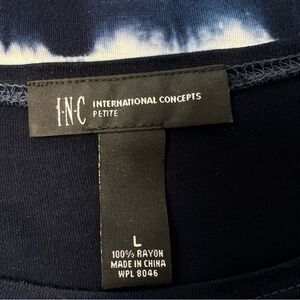 I·N·C INTERNATIONAL CONCEPTS
PETITE
L
100% RAYON
MADE IN CHINA
WPL 8046